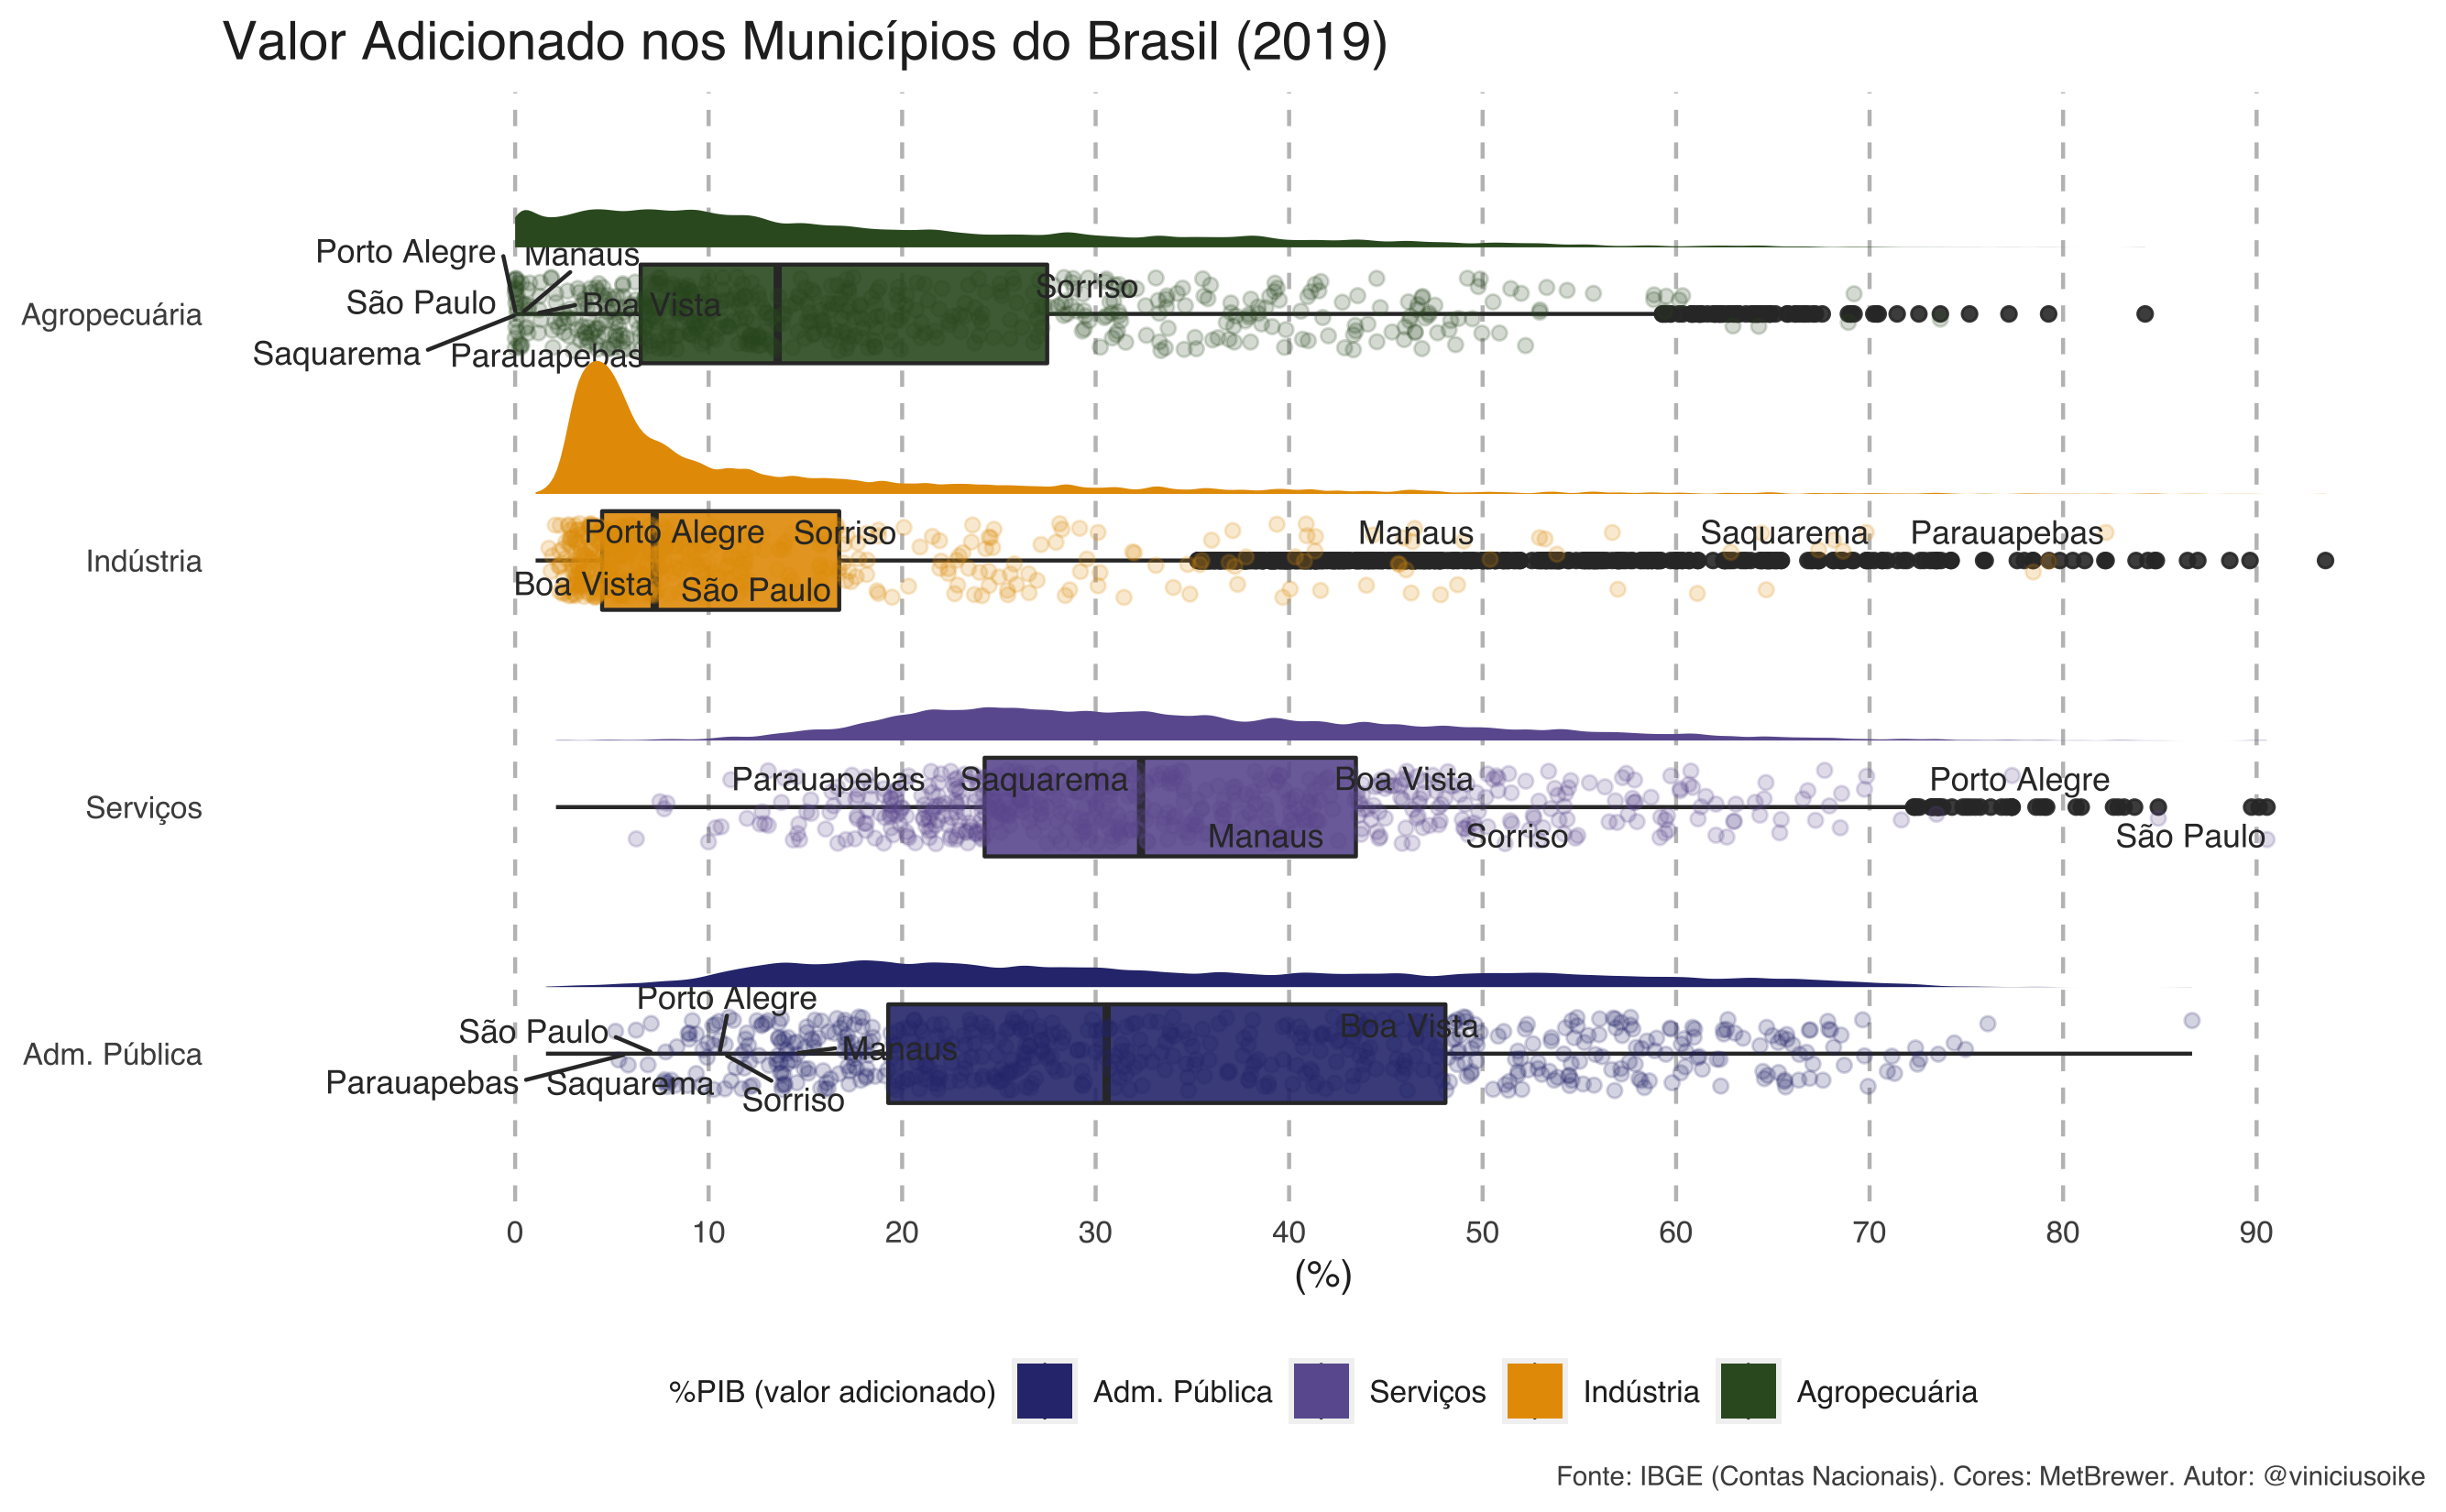 Valor Adicionado nos Municípios do Brasil (2019)
Agropecuária
Porto Alegre
Manaus
Sorriso
São Paulo
Boa Vista
Saquarema
Parauapebas
Indústria
Porto Alegre
Sorriso
Manaus
Saquarema
Parauapebas
Boa Vista
São Paulo
Serviços
Parauapebas
Saquarema
Boa Vista
Porto Alegre
Manaus
Sorriso
São Paulo
Adm. Pública
Porto Alegre
São Paulo
Boa Vista
Manaus
Parauapebas
Saquarema
Sorriso
0 10 20 30 40 50 60 70 80 90
(%)
%PIB (valor adicionado) Adm. Pública Serviços Indústria Agropecuária
Fonte: IBGE (Contas Nacionais). Cores: MetBrewer. Autor: @viniciusoike